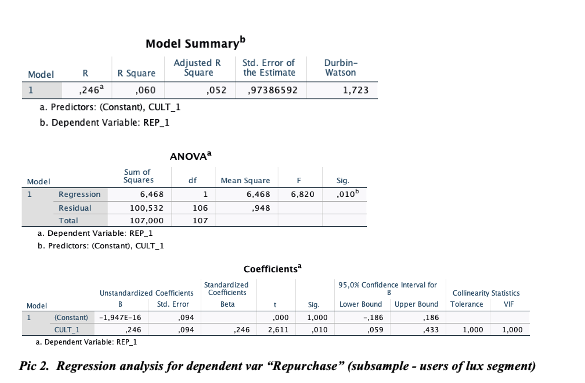 Model Summaryb
Model R R Square Adjusted R Square Std. Error of the Estimate Durbin-Watson
1 ,246a ,060 ,052 ,97386592 1,723
a. Predictors: (Constant), CULT_1
b. Dependent Variable: REP_1
ANOVAa
Model Sum of Squares df Mean Square F Sig.
1 Regression 6,468 1 6,468 6,820 ,010b
Residual 100,532 106 ,948
Total 107,000 107
a. Dependent Variable: REP_1
b. Predictors: (Constant), CULT_1
Coefficientsa
Unstandardized Coefficients Standardized Coefficients 95,0% Confidence Interval for B Collinearity Statistics
Model B Std. Error Beta t Sig. Lower Bound Upper Bound Tolerance VIF
1 (Constant) -1,947E-16 ,094 ,000 1,000 -,186 ,186
CULT_1 ,246 ,094 ,246 2,611 ,010 ,059 ,433 1,000 1,000
a. Dependent Variable: REP_1
Pic 2. Regression analysis for dependent var “Repurchase” (subsample - users of lux segment)